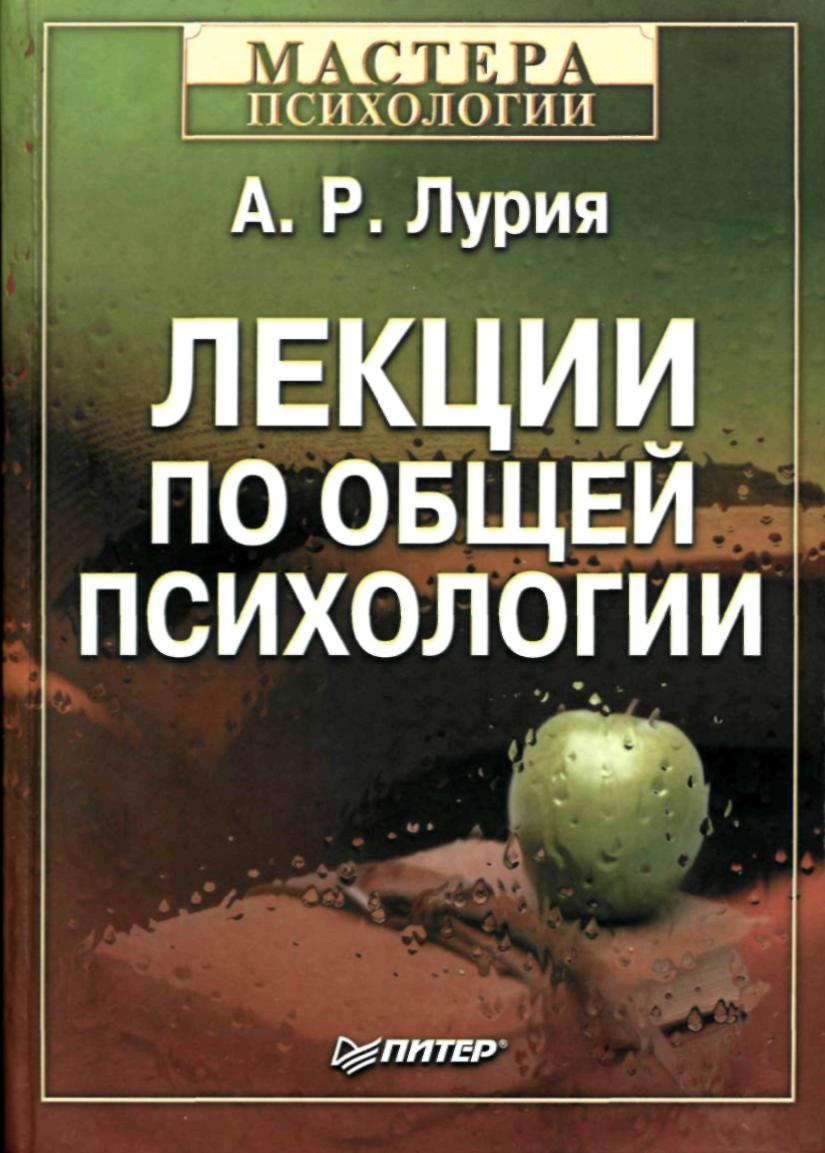 МАСТЕРА
ПСИХОЛОГИИ
А. Р. Лурия
ЛЕКЦИИ
ПО ОБЩЕЙ
ПСИХОЛОГИИ
ПИТЕР®